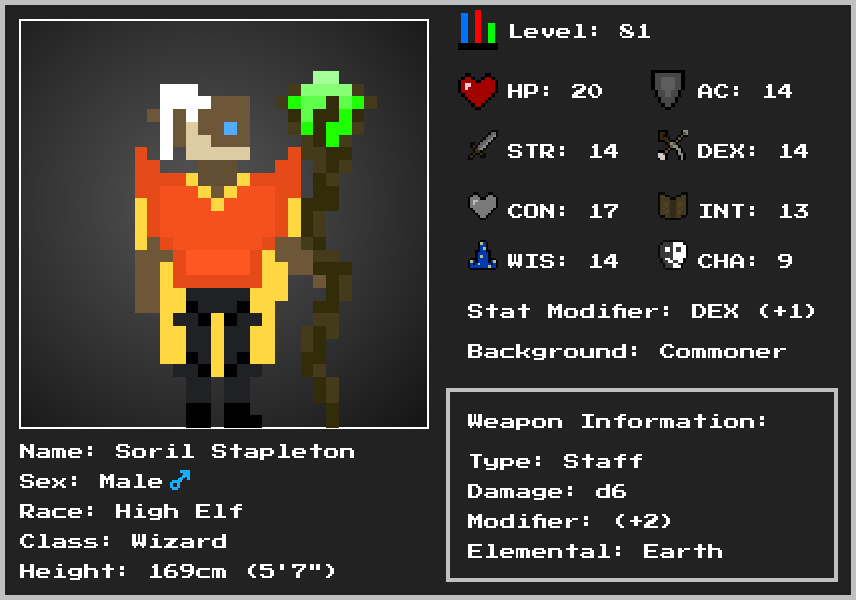 Level: 81
HP: 20 AC: 14
STR: 14 DEX: 14
CON: 17 INT: 13
WIS: 14 CHA: 9
Stat Modifier: DEX (+1)
Background: Commoner
Weapon Information:
Type: Staff
Damage: d6
Modifier: (+2)
Elemental: Earth
Name: Soril Stapleton
Sex: Male ♂
Race: High Elf
Class: Wizard
Height: 169cm (5'7")